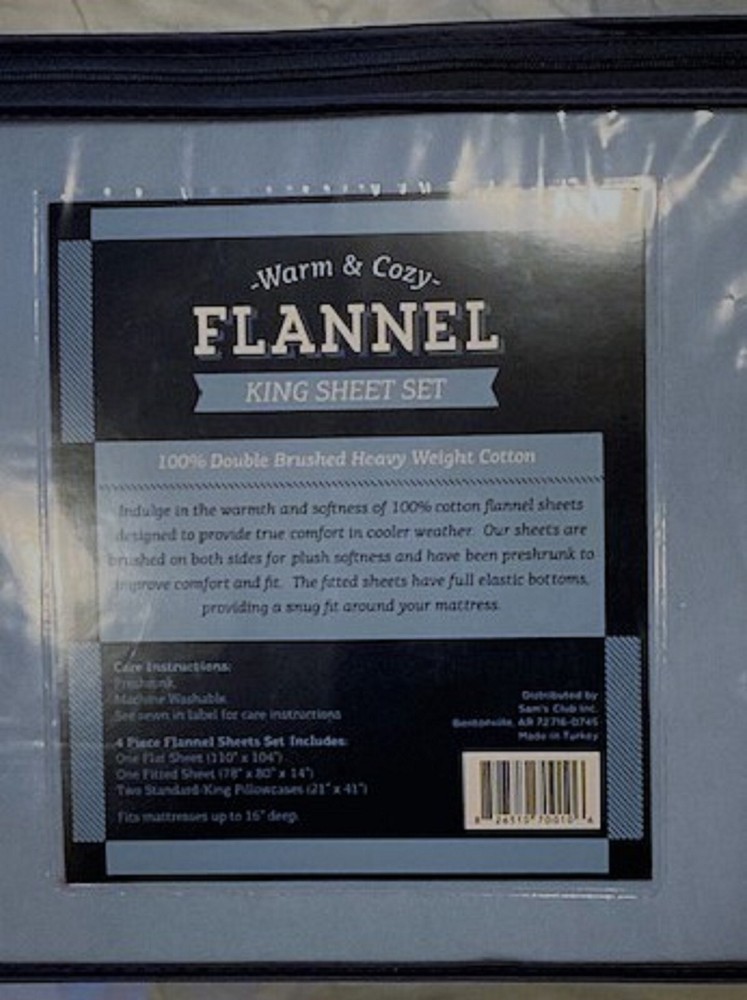 -Warm & Cozy-
FLANNEL
KING SHEET SET
100% Double Brushed Heavy Weight Cotton
Indulge in the warmth and softness of 100% cotton flannel sheets
designed to provide true comfort in cooler weather. Our sheets are
brushed on both sides for plush softness and have been preshrunk to
improve comfort and fit. The fitted sheets have full elastic bottoms,
providing a snug fit around your mattress.
Care Instructions:
Preshrunk
Machine Washable
See sewn in label for care instructions
4 Piece Flannel Sheets Set Includes:
One Flat Sheet (110" x 104")
One Fitted Sheet (78" x 80" x 14")
Two Standard/King Pillowcases (21" x 41")
Fits mattresses up to 16" deep.
Distributed by
Sam's Club Inc.
Bentonville, AR 72716-0745
Made in Turkey
8 26510 70010 6